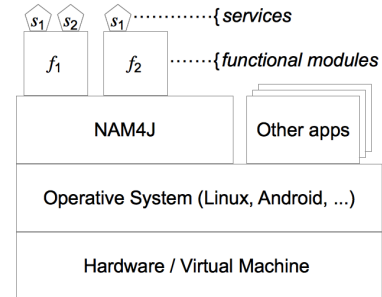 s1 s2 s1 ........{services
f1 f2 ......{functional modules
NAM4J Other apps
Operative System (Linux, Android, ...)
Hardware / Virtual Machine